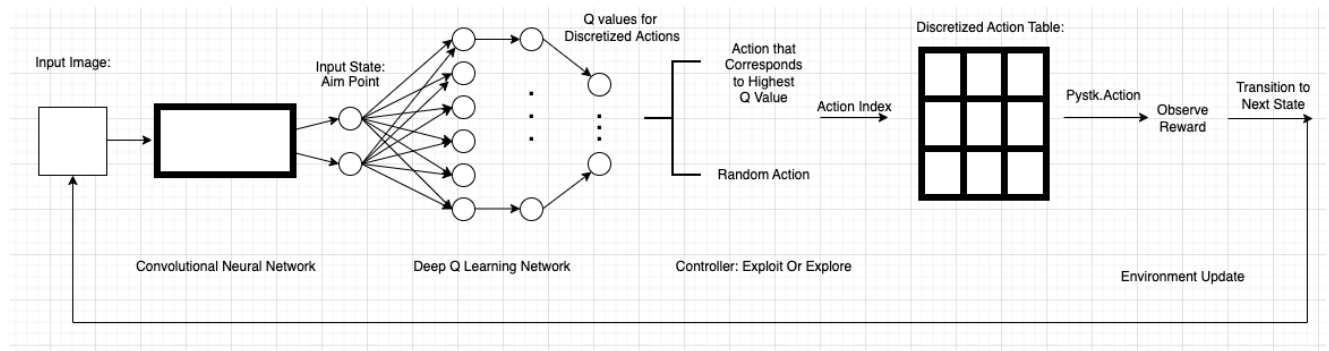 Input Image:
Input State:
Aim Point
Q values for
Discretized Actions
Action that
Corresponds
to Highest
Q Value
Random Action
Action Index
Discretized Action Table:
Pystk.Action
Observe
Reward
Transition to
Next State
Convolutional Neural Network
Deep Q Learning Network
Controller: Exploit Or Explore
Environment Update